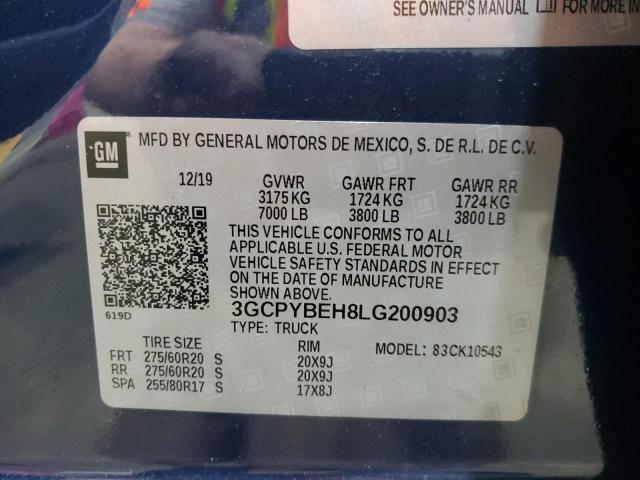 SEE OWNER'S MANUAL FOR MORE IN
GM
MFD BY GENERAL MOTORS DE MEXICO, S. DE R.L. DE C.V.
12/19 GVWR GAWR FRT GAWR RR
3175 KG 1724 KG 1724 KG
7000 LB 3800 LB 3800 LB
THIS VEHICLE CONFORMS TO ALL
APPLICABLE U.S. FEDERAL MOTOR
VEHICLE SAFETY STANDARDS IN EFFECT
ON THE DATE OF MANUFACTURE
SHOWN ABOVE.
619D 3GCPYBEH8LG200903
TYPE: TRUCK
TIRE SIZE RIM MODEL: 83CK10543
FRT 275/60R20 S 20X9J
RR 275/60R20 S 20X9J
SPA 255/80R17 S 17X8J